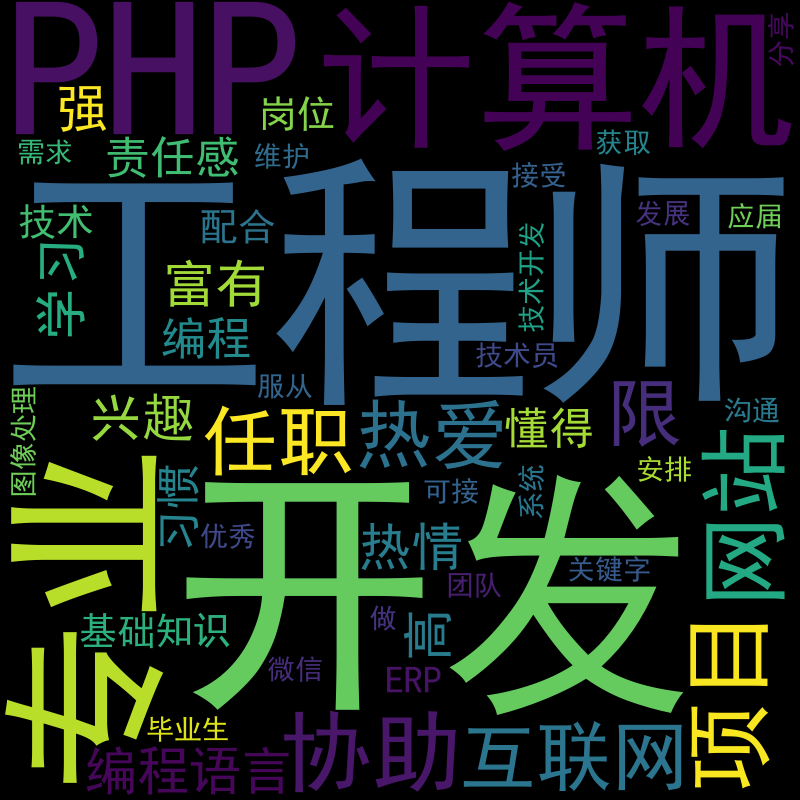 PHP
计算机
分享
强
岗位
需求
责任感
维护
获取
接受
工程师
技术
配合
发展
应届
学习
富有
技术开发
编程
技术员
服从
图像处理
兴趣
任职
热爱
懂得
限
沟通
网站
安排
专业
习惯
开发
可接
系统
优秀
热情
关键字
团队
基础知识
做
高
项目
微信
ERP
毕业生
编程语言
协助
互联网